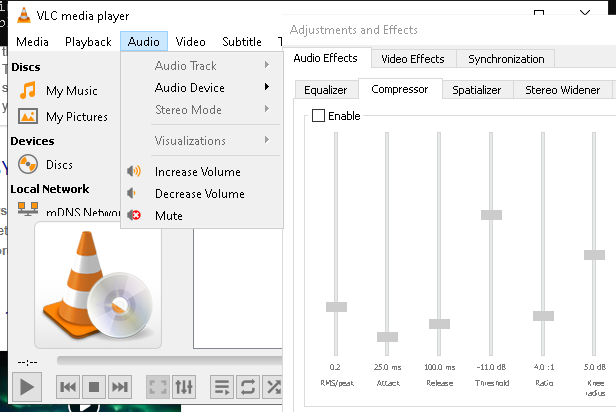 VLC media player
Media Playback Audio Video Subtitle
Discs
My Music
My Pictures
Devices
Discs
Local Network
mDNS Networ
Audio Track
Audio Device
Stereo Mode
Visualizations
Increase Volume
Decrease Volume
Mute
--:--
Adjustments and Effects
Audio Effects Video Effects Synchronization
Equalizer Compressor Spatializer Stereo Widener
Enable
0.2 25.0 ms 100.0 ms -11.0 dB 4.0 :1 5.0 dB
RMS/peak Attack Release Threshold Ratio Knee
radius